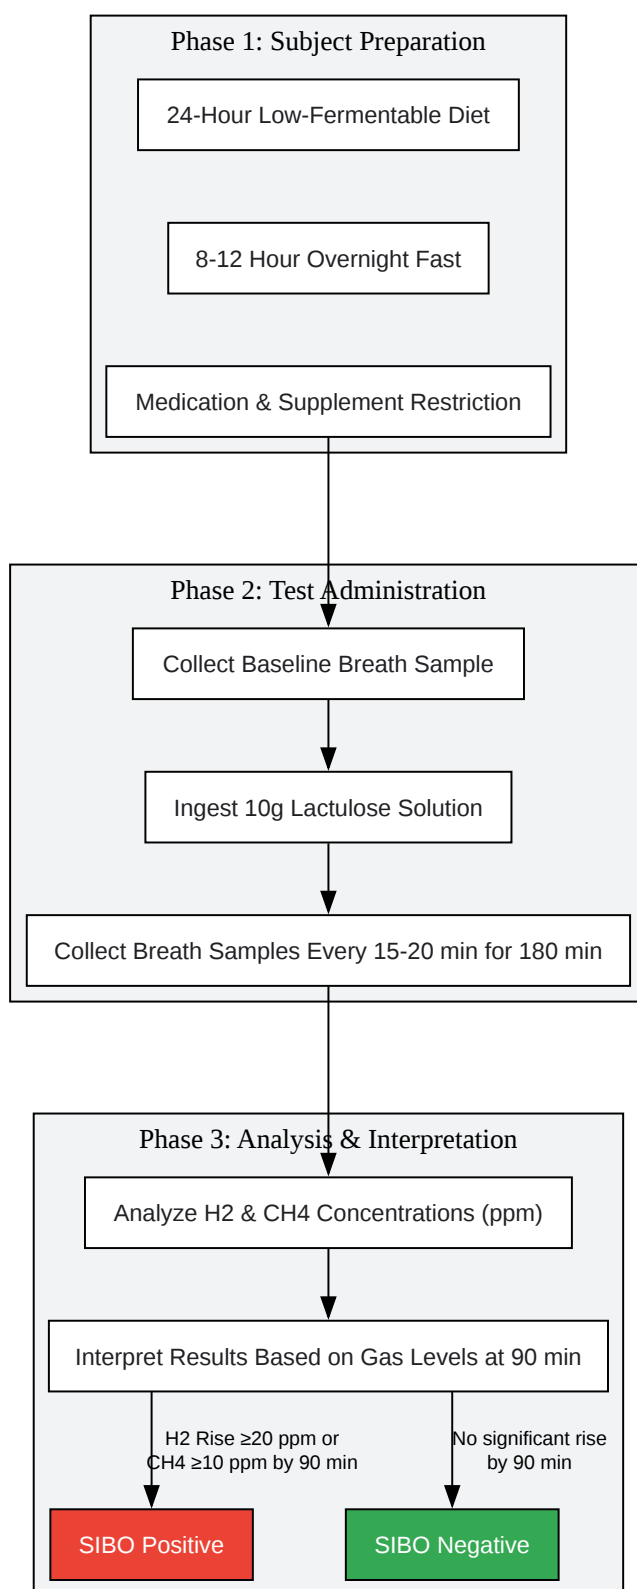 Phase 1: Subject Preparation
24-Hour Low-Fermentable Diet
8-12 Hour Overnight Fast
Medication & Supplement Restriction
Phase 2: Test Administration
Collect Baseline Breath Sample
Ingest 10g Lactulose Solution
Collect Breath Samples Every 15-20 min for 180 min
Phase 3: Analysis & Interpretation
Analyze H2 & CH4 Concentrations (ppm)
Interpret Results Based on Gas Levels at 90 min
H2 Rise ≥20 ppm or
CH4 ≥10 ppm by 90 min
No significant rise
by 90 min
SIBO Positive
SIBO Negative